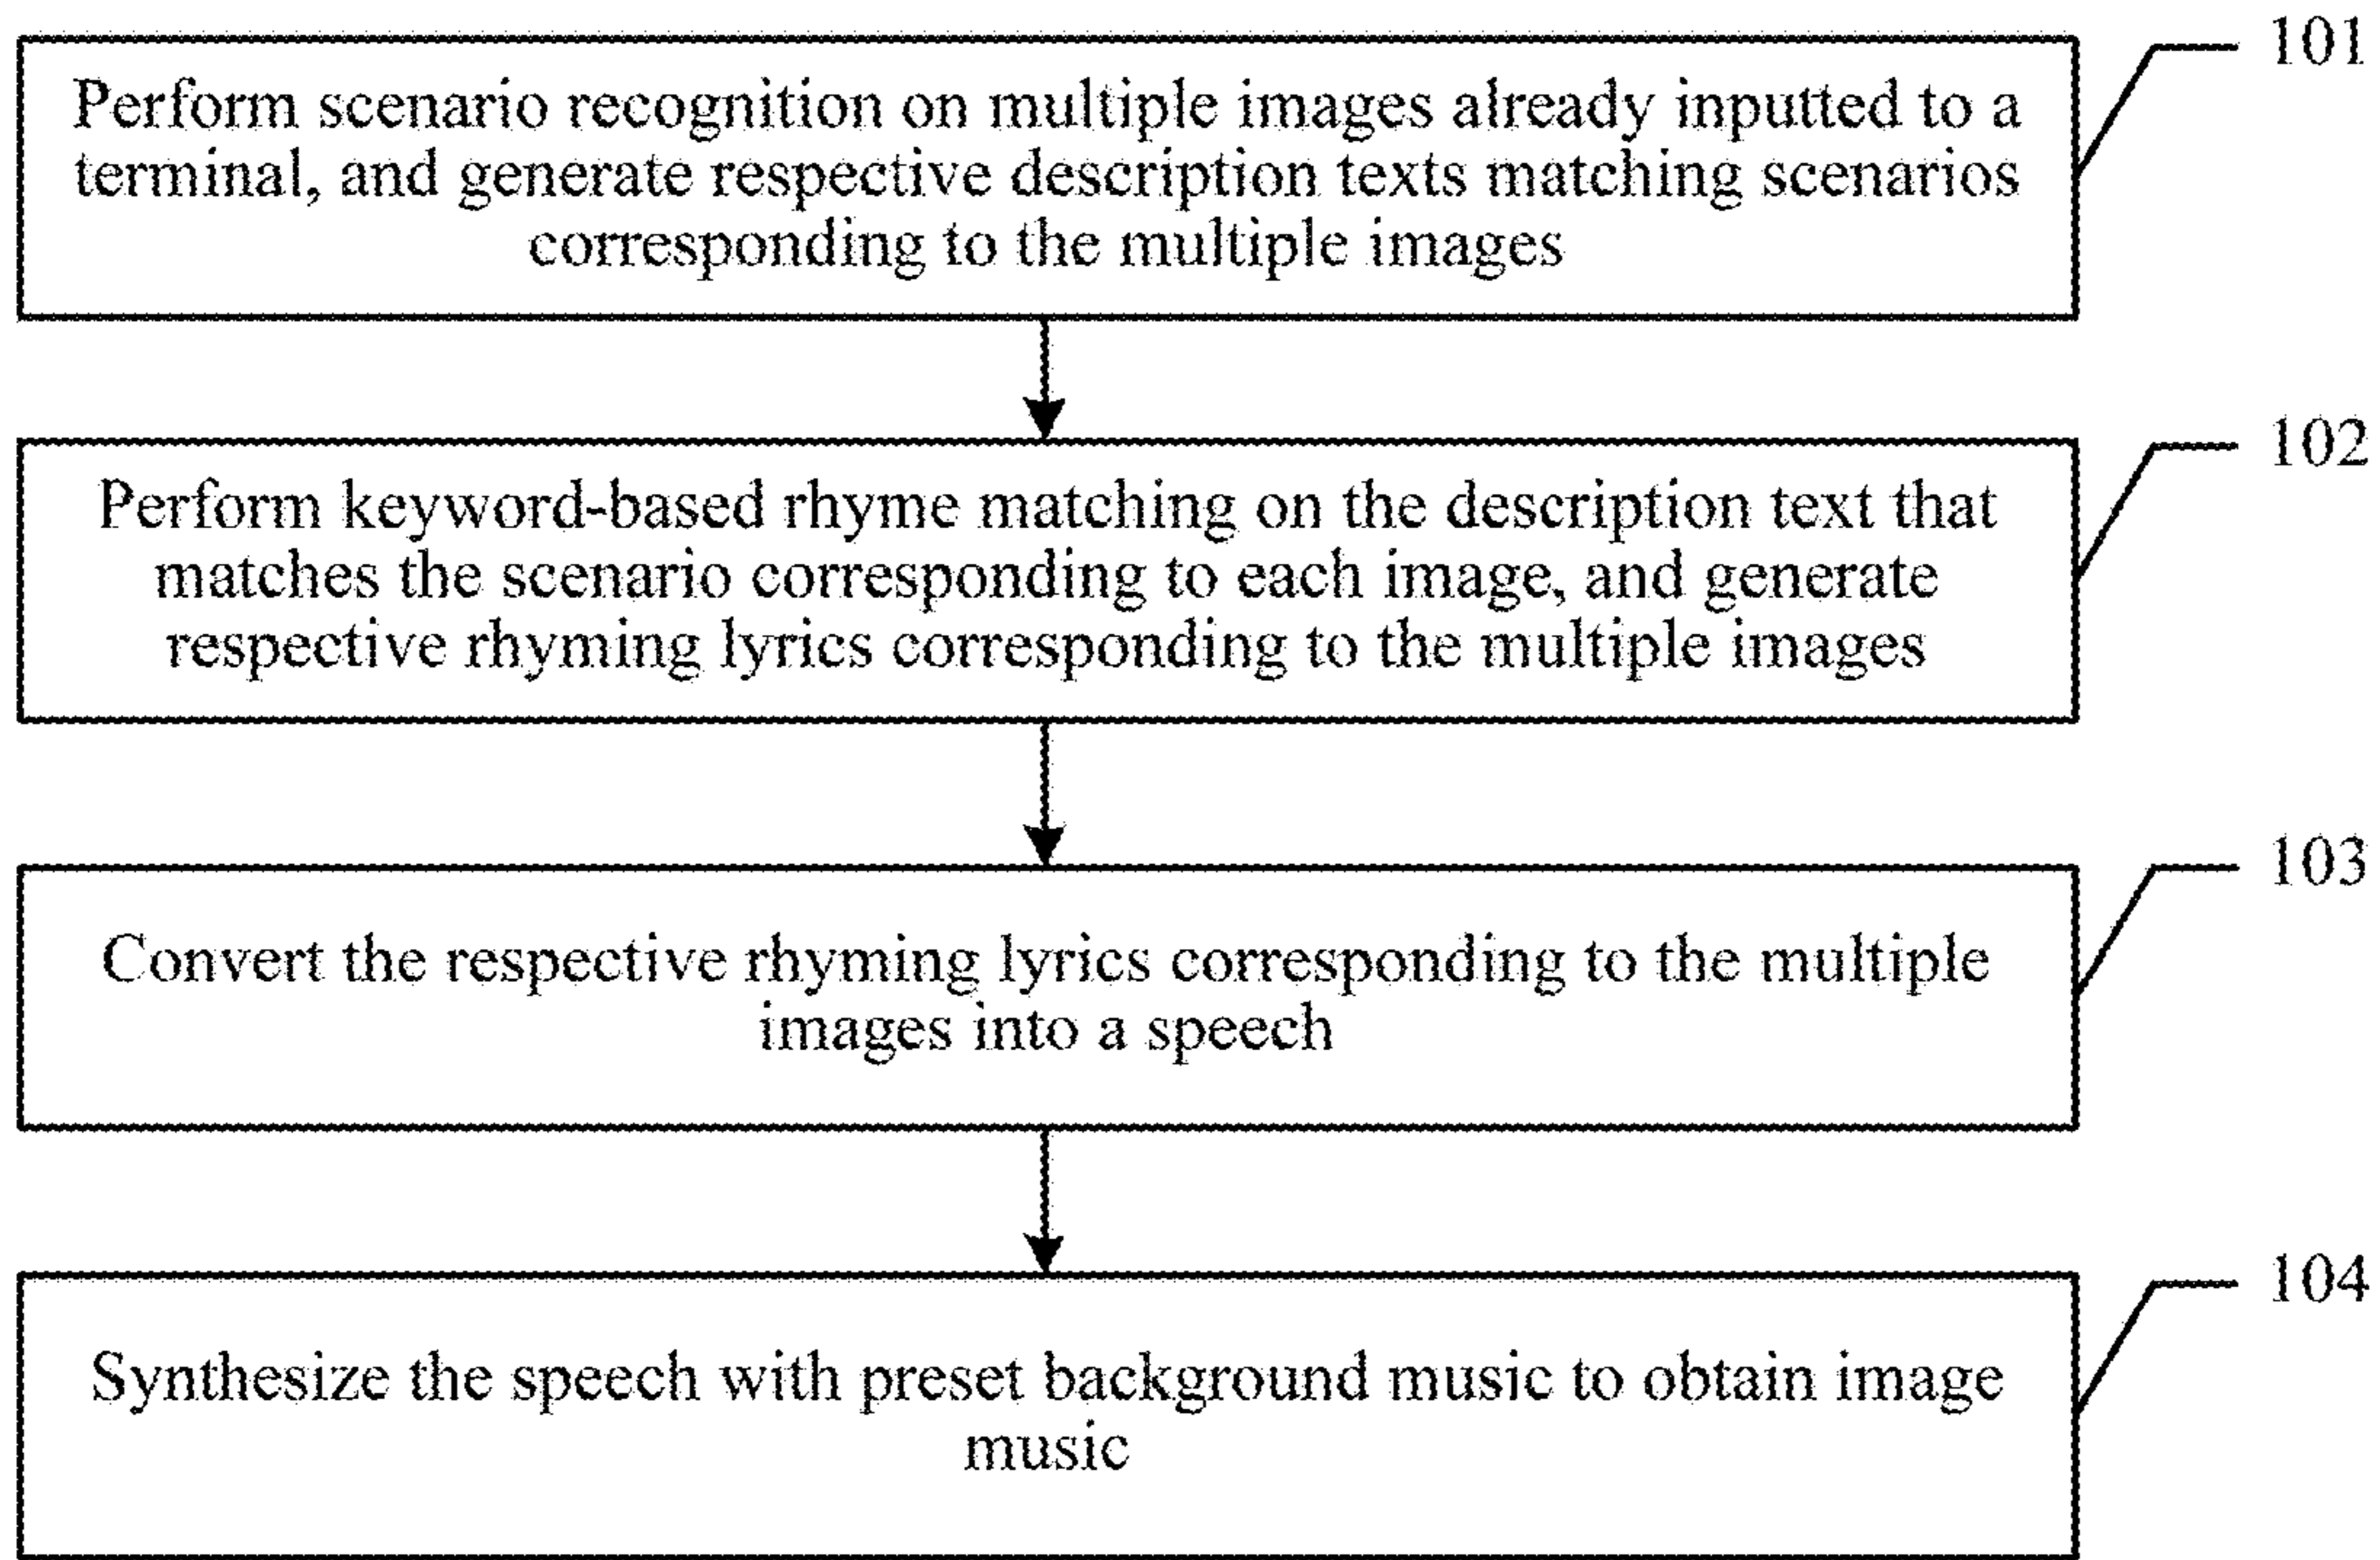 101
Perform scenario recognition on multiple images already inputted to a
terminal, and generate respective description texts matching scenarios
corresponding to the multiple images
102
Perform keyword-based rhyme matching on the description text that
matches the scenario corresponding to each image, and generate
respective rhyming lyrics corresponding to the multiple images
103
Convert the respective rhyming lyrics corresponding to the multiple
images into a speech
104
Synthesize the speech with preset background music to obtain image
music